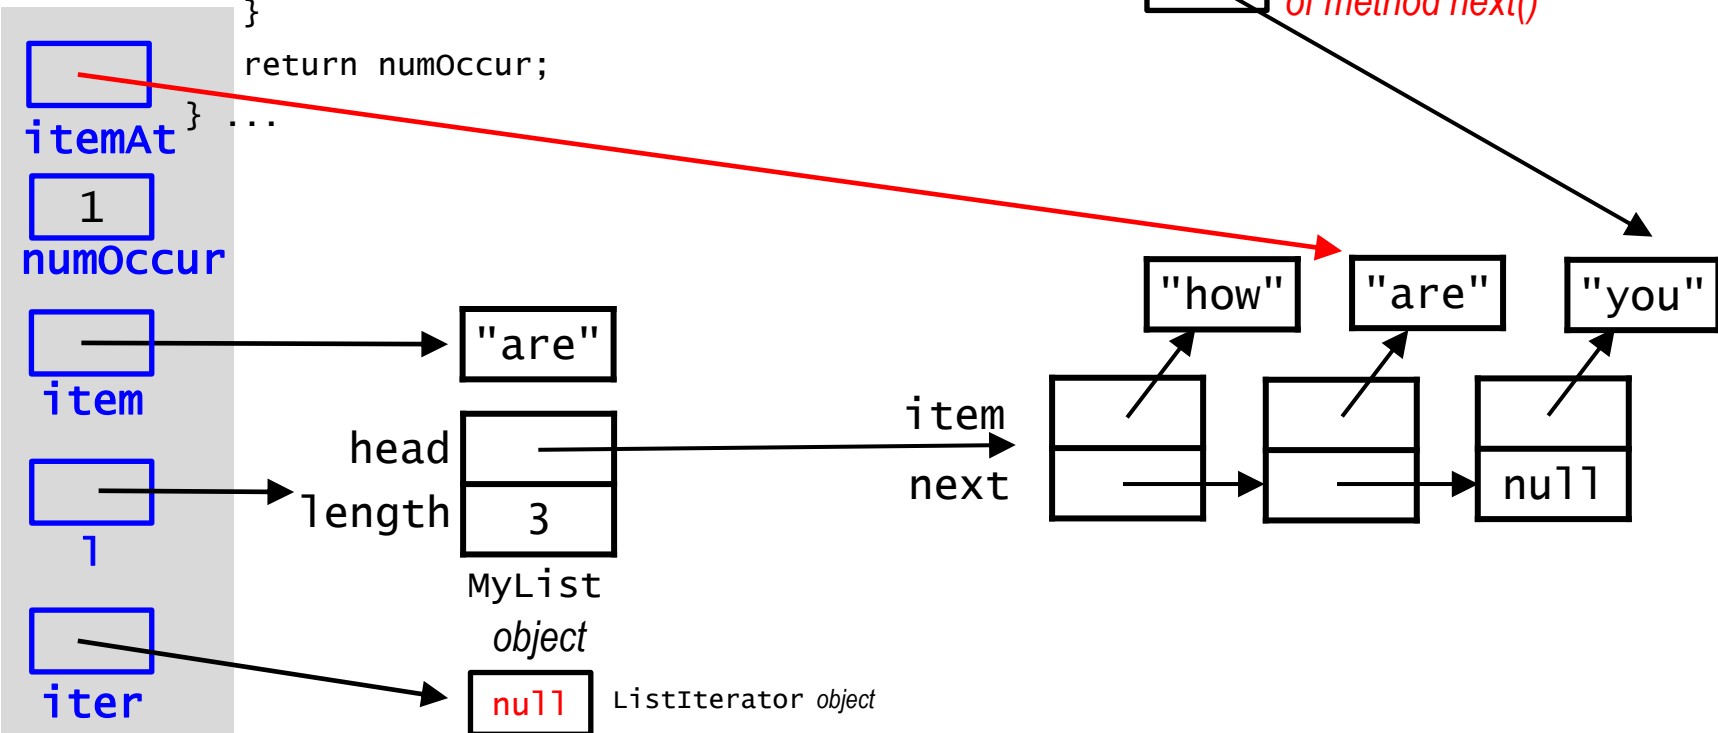 }
of method next()
return numOccur;
} ...
itemAt
1
numOccur
"how"
"are"
"you"
item
"are"
head
item
length
3
next
null
l
MyList
object
iter
null
ListIterator object